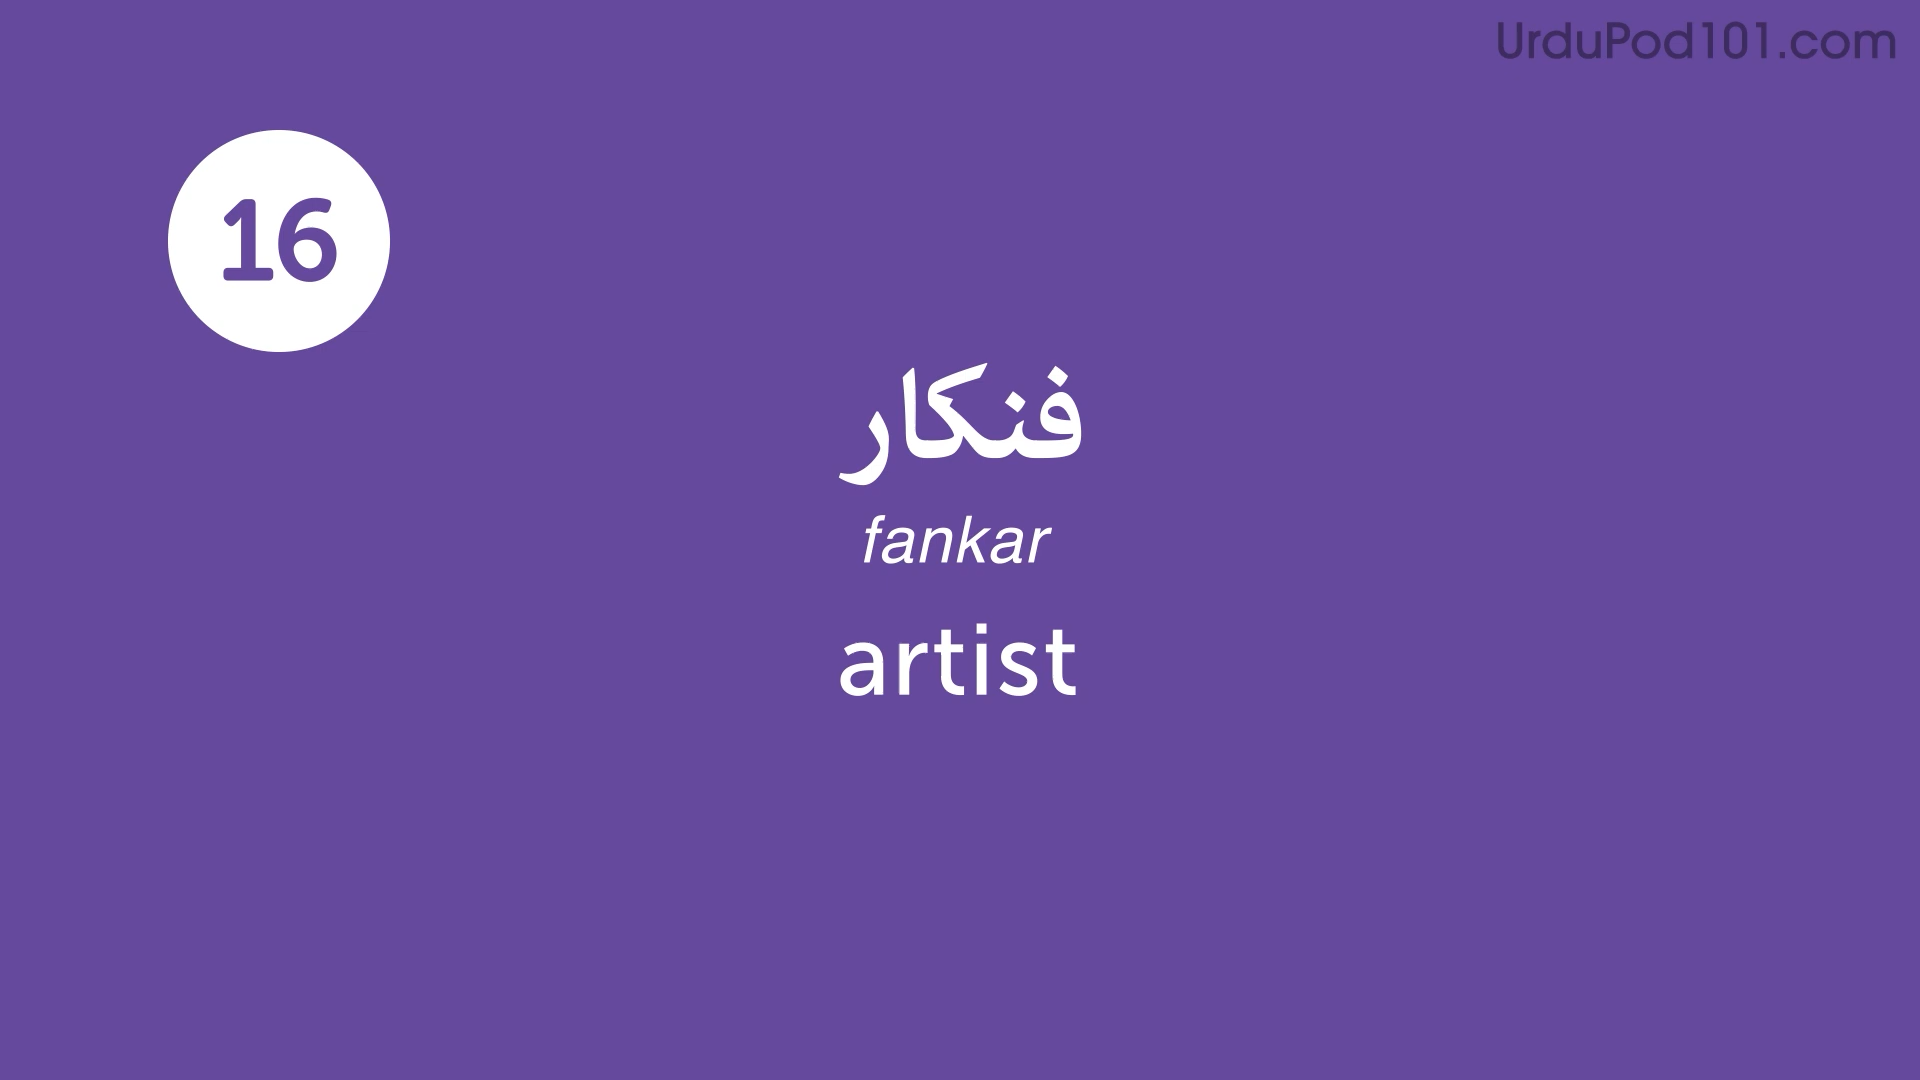 UrduPod101.com
16
فنکار
fankar
artist